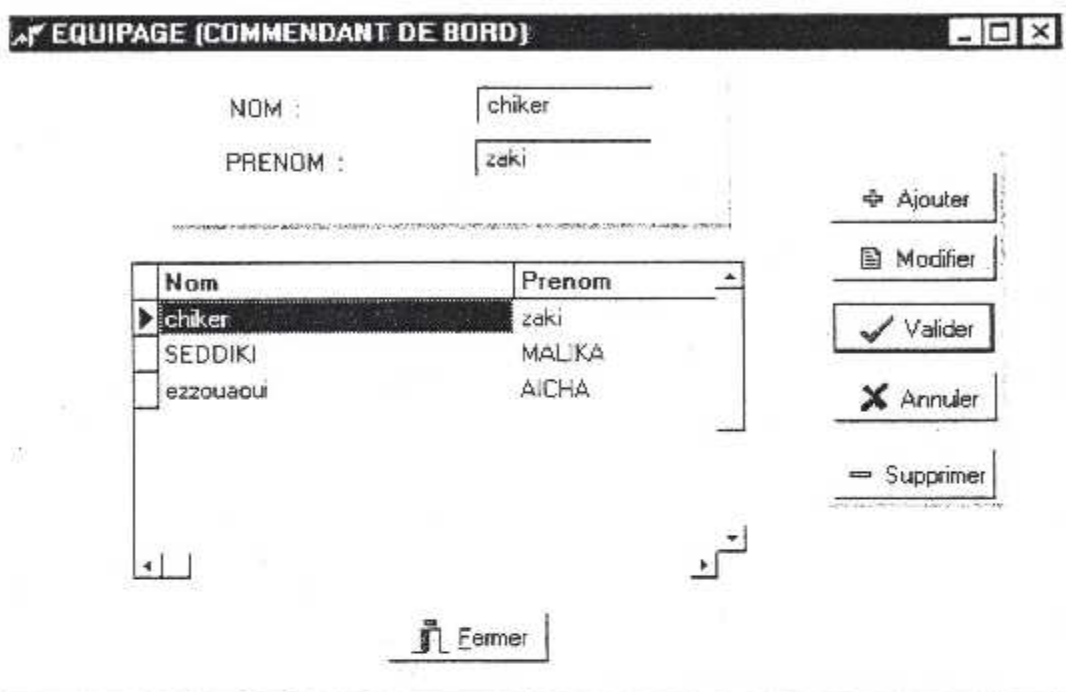 EQUIPAGE (COMMENDANT DE BORD)
NOM : chiker
PRENOM : zaki
Nom Prenom
chiker zaki
SEDDIKI MALIKA
ezzouaoui AICHA
Ajouter
Modifier
Valider
Annuler
Supprimer
Fermer